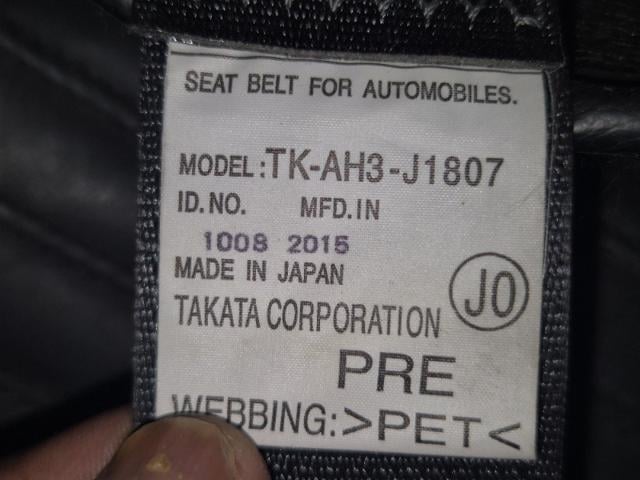 SEAT BELT FOR AUTOMOBILES.
MODEL:TK-AH3-J1807
ID.NO. MFD.IN
1008 2015
MADE IN JAPAN
JO
TAKATA CORPORATION
PRE
WEBBING:>PET<